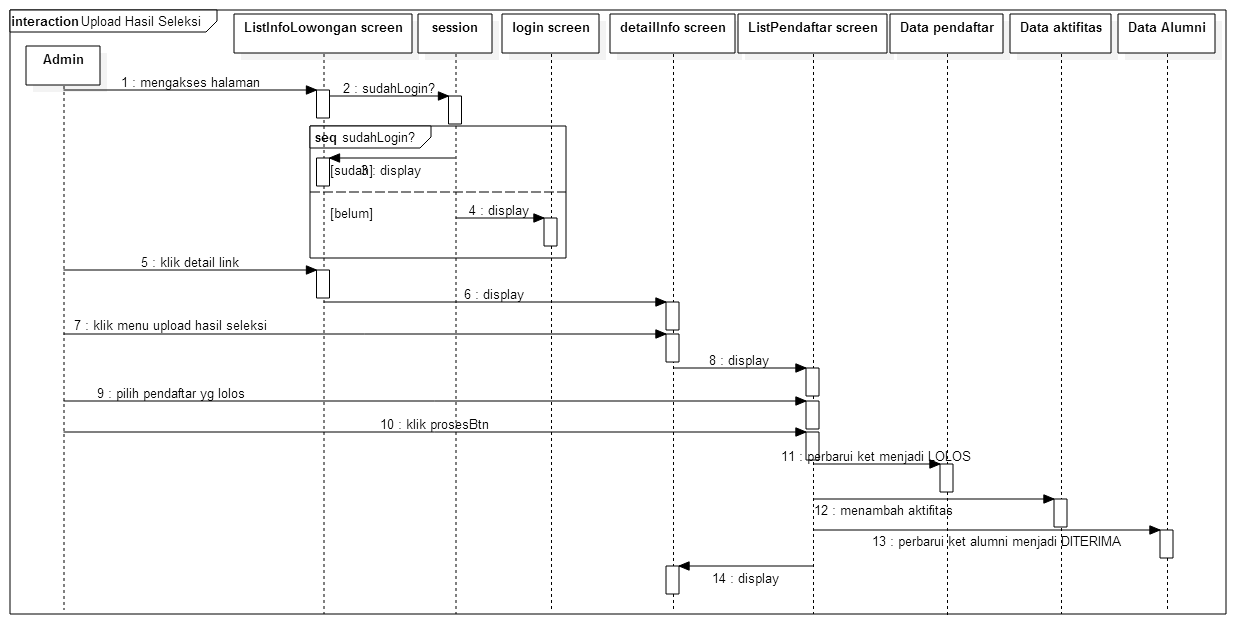 interaction Upload Hasil Seleksi
Admin
ListInfoLowongan screen
session
login screen
detailInfo screen
ListPendaftar screen
Data pendaftar
Data aktifitas
Data Alumni
1 : mengakses halaman
2 : sudahLogin?
seq sudahLogin?
[sudah]
3 : display
[belum]
4 : display
5 : klik detail link
6 : display
7 : klik menu upload hasil seleksi
8 : display
9 : pilih pendaftar yg lolos
10 : klik prosesBtn
11 : perbarui ket menjadi LOLOS
12 : menambah aktifitas
13 : perbarui ket alumni menjadi DITERIMA
14 : display